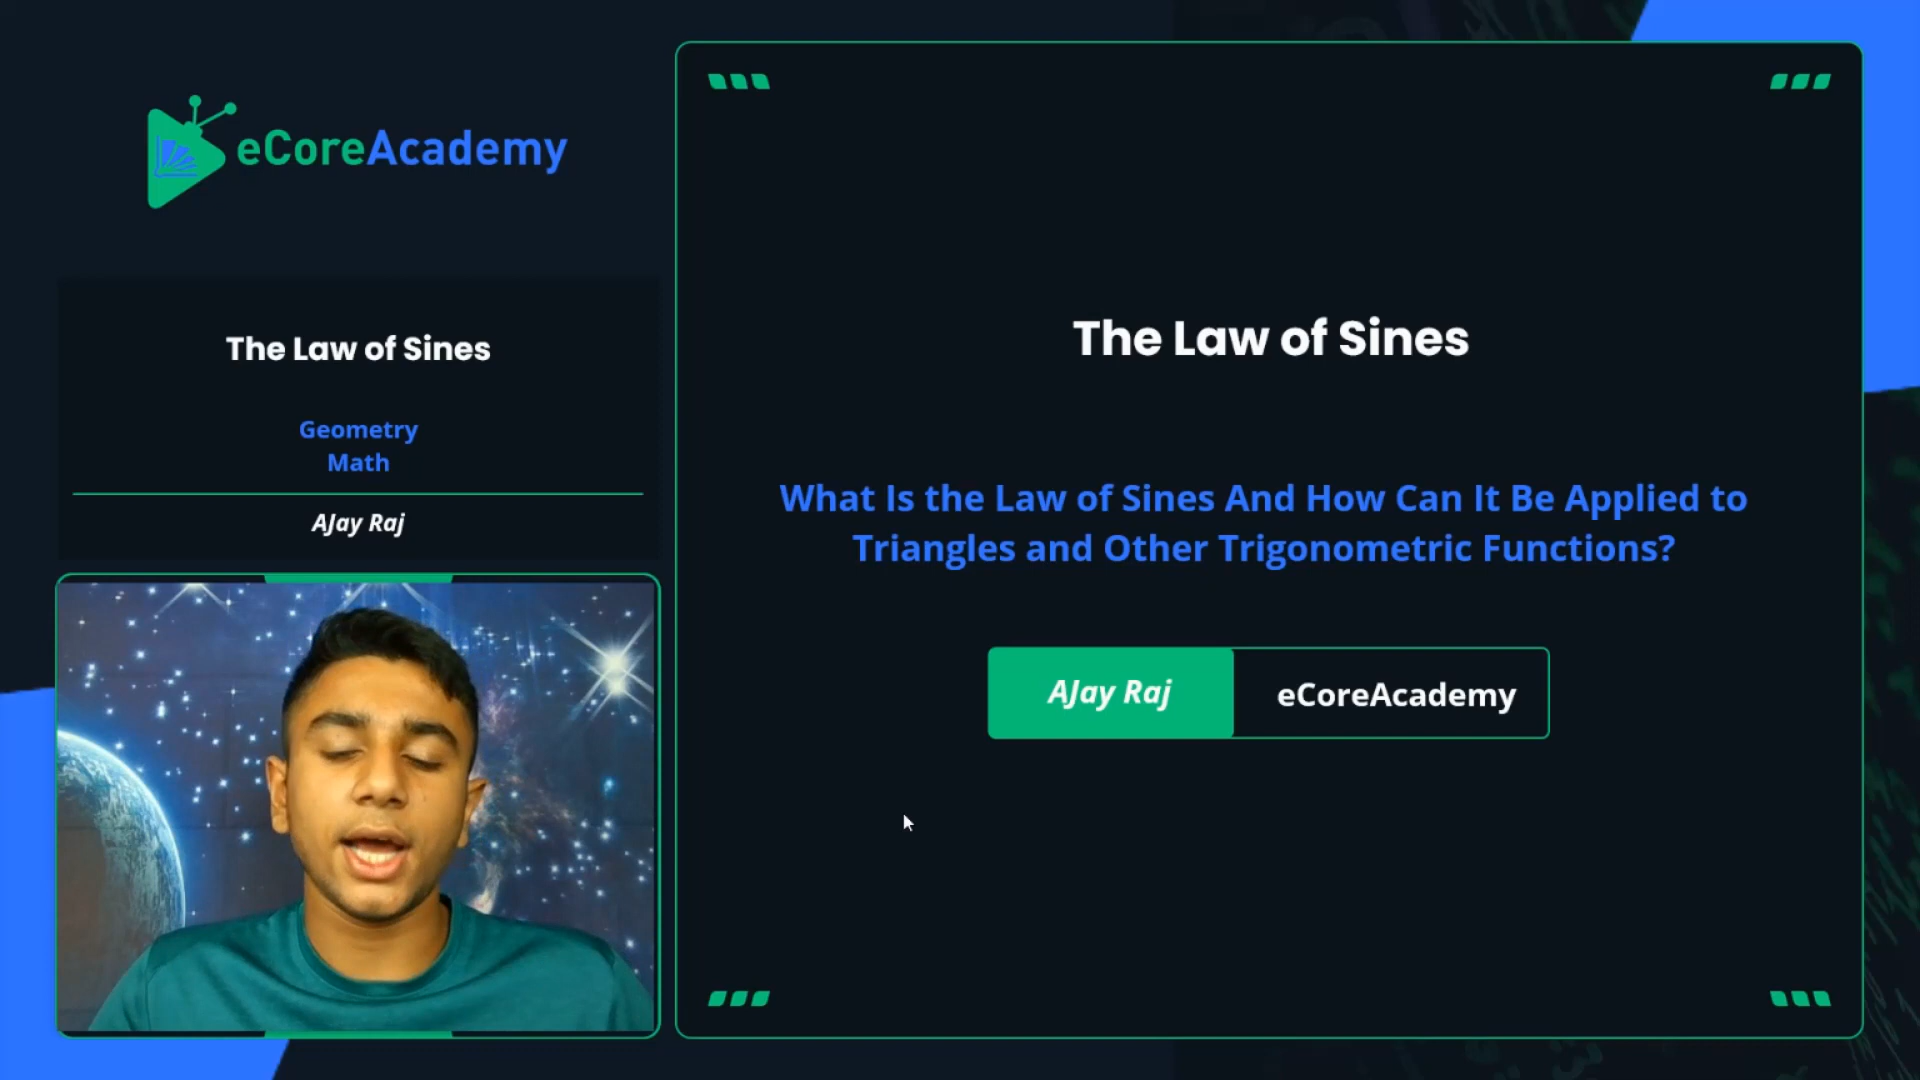 eCoreAcademy
The Law of Sines
Geometry
Math
AJay Raj
The Law of Sines
What Is the Law of Sines And How Can It Be Applied to
Triangles and Other Trigonometric Functions?
AJay Raj
eCoreAcademy